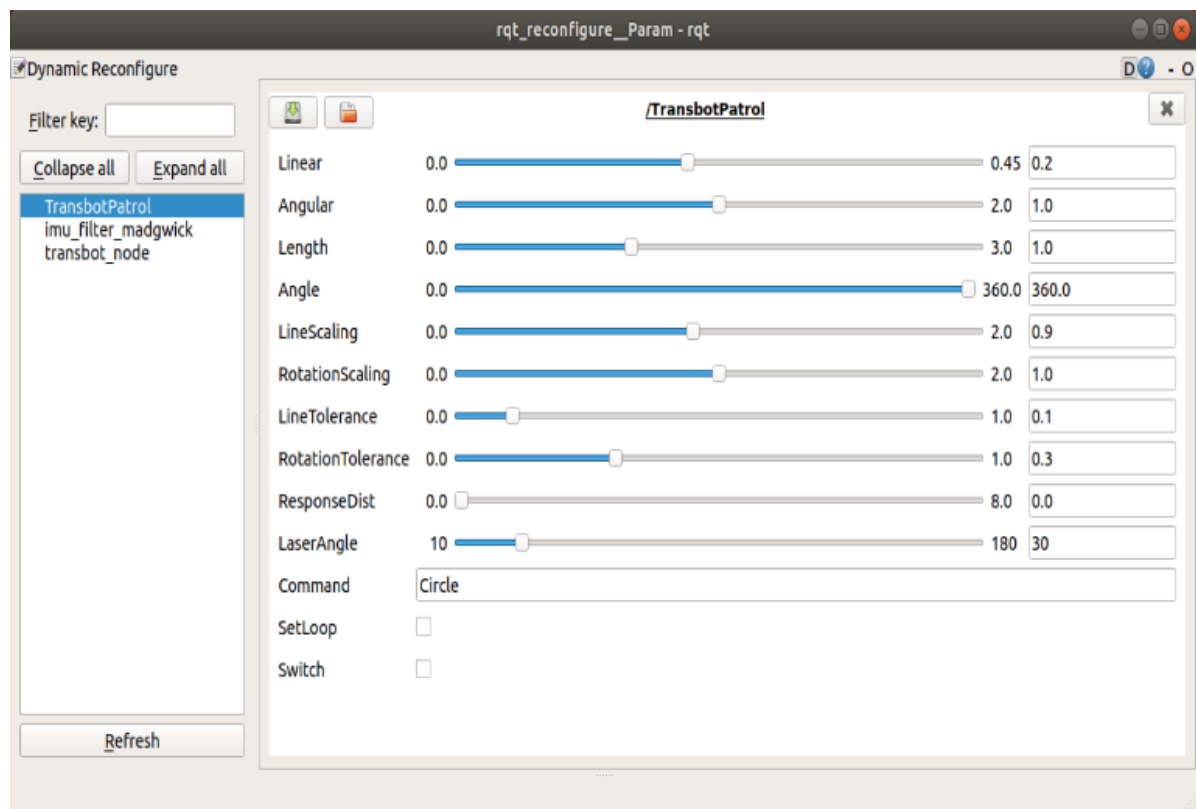 rqt_reconfigure__Param - rqt
Dynamic Reconfigure
D - O
Filter key:
Collapse all Expand all
TransbotPatrol
imu_filter_madgwick
transbot_node
Refresh
/TransbotPatrol
Linear 0.0 0.45 0.2
Angular 0.0 2.0 1.0
Length 0.0 3.0 1.0
Angle 0.0 360.0 360.0
LineScaling 0.0 2.0 0.9
RotationScaling 0.0 2.0 1.0
LineTolerance 0.0 1.0 0.1
RotationTolerance 0.0 1.0 0.3
ResponseDist 0.0 8.0 0.0
LaserAngle 10 180 30
Command Circle
SetLoop
Switch